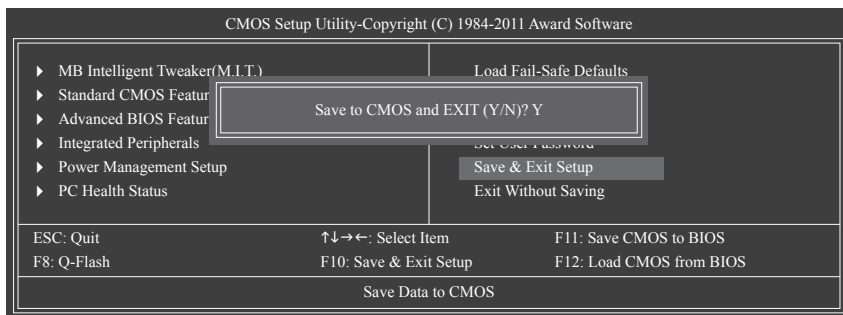 CMOS Setup Utility-Copyright (C) 1984-2011 Award Software
MB Intelligent Tweaker(M.I.T.)
Standard CMOS Featur
Advanced BIOS Featur
Integrated Peripherals
Power Management Setup
PC Health Status
Load Fail-Safe Defaults
Set User Password
Save & Exit Setup
Exit Without Saving
Save to CMOS and EXIT (Y/N)? Y
ESC: Quit
↑↓→←: Select Item
F11: Save CMOS to BIOS
F8: Q-Flash
F10: Save & Exit Setup
F12: Load CMOS from BIOS
Save Data to CMOS